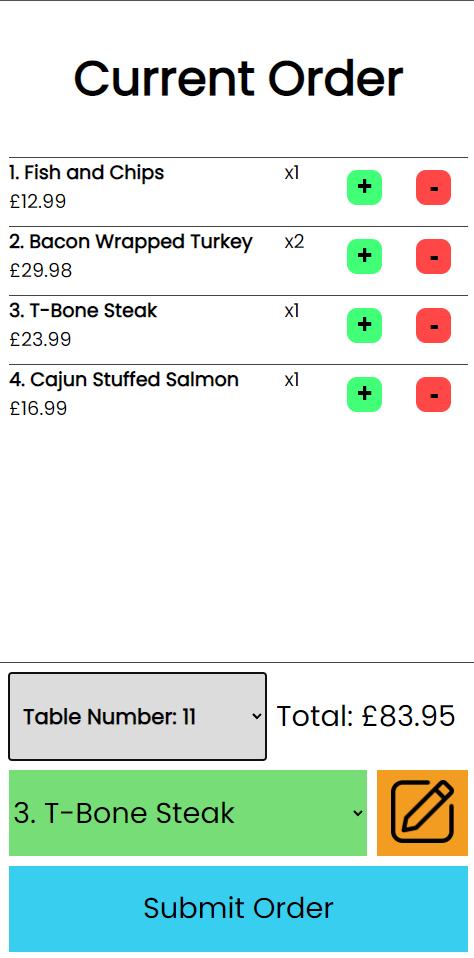 Current Order
1. Fish and Chips x1 + -
£12.99
2. Bacon Wrapped Turkey x2 + -
£29.98
3. T-Bone Steak x1 + -
£23.99
4. Cajun Stuffed Salmon x1 + -
£16.99
Table Number: 11 Total: £83.95
3. T-Bone Steak
Submit Order